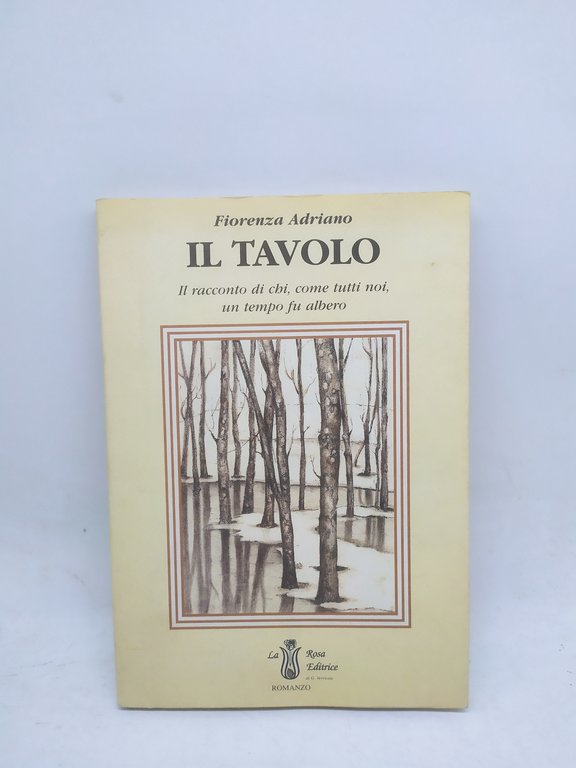 Fiorenza Adriano
IL TAVOLO
Il racconto di chi, come tutti noi,
un tempo fu albero
La Rosa
Editrice
ROMANZO